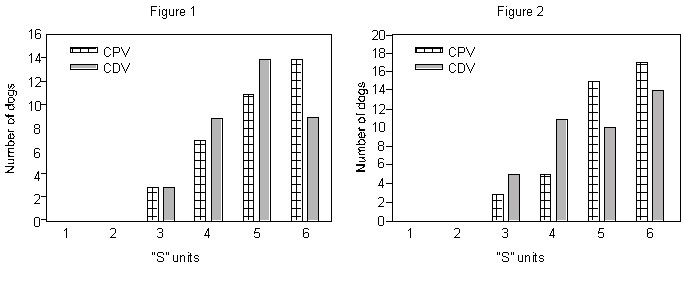 Figure 1
Number of dogs
16
14
12
10
8
6
4
2
0
CPV
CDV
1 2 3 4 5 6
"S" units
Figure 2
Number of dogs
20
18
16
14
12
10
8
6
4
2
0
CPV
CDV
1 2 3 4 5 6
"S" units